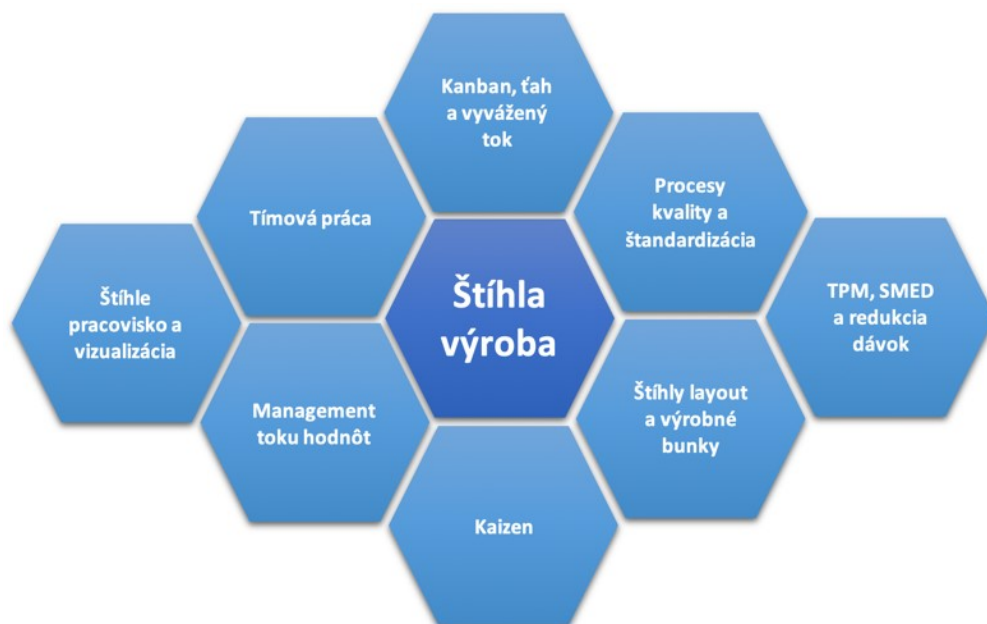 Kanban, ťah
a vyvážený
tok
Tímová práca
Procesy
kvality a
štandardizácia
Štíhle
pracovisko a
vizualizácia
Štíhla
výroba
TPM, SMED
a redukcia
dávok
Management
toku hodnôt
Štíhly layout
a výrobné
bunky
Kaizen